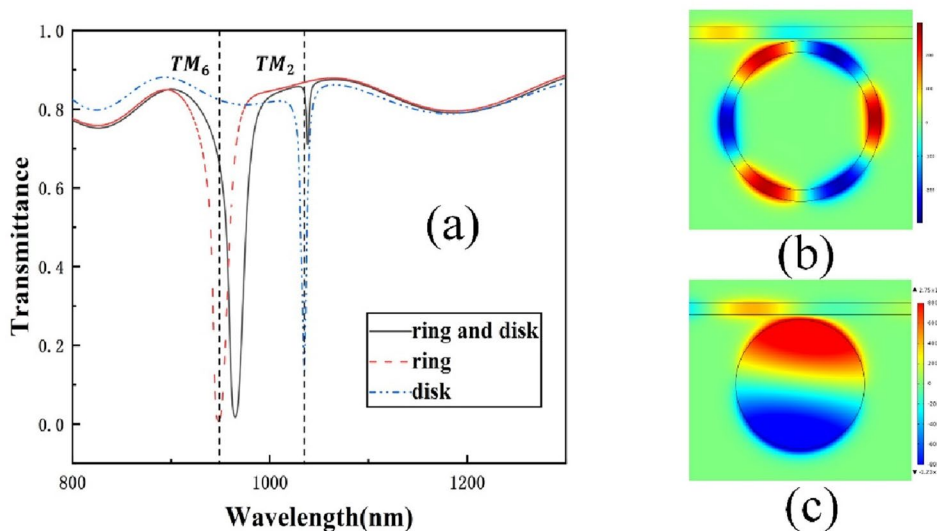 1.0
0.8
0.6
0.4
0.2
0.0
Transmittance
TM6
TM2
(a)
ring and disk
ring
disk
800
1000
1200
Wavelength(nm)
(b)
(c)